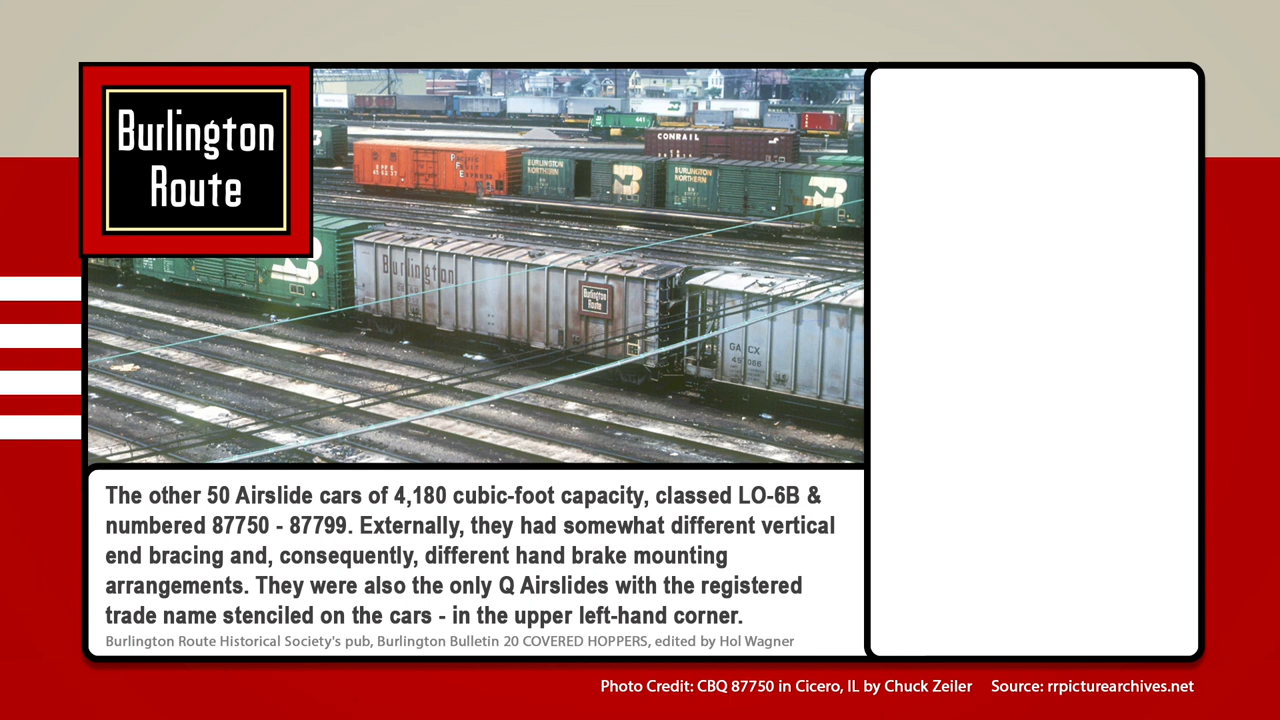 Burlington
Route
CONRAIL
441
BURLINGTON
NORTHERN
BURLINGTON
NORTHERN
Burlington
Burlington
Route
GACX
The other 50 Airslide cars of 4,180 cubic-foot capacity, classed LO-6B &
numbered 87750 - 87799. Externally, they had somewhat different vertical
end bracing and, consequently, different hand brake mounting
arrangements. They were also the only Q Airslides with the registered
trade name stenciled on the cars - in the upper left-hand corner.
Burlington Route Historical Society's pub, Burlington Bulletin 20 COVERED HOPPERS, edited by Hol Wagner
Photo Credit: CBQ 87750 in Cicero, IL by Chuck Zeiler Source: rrpicturearchives.net